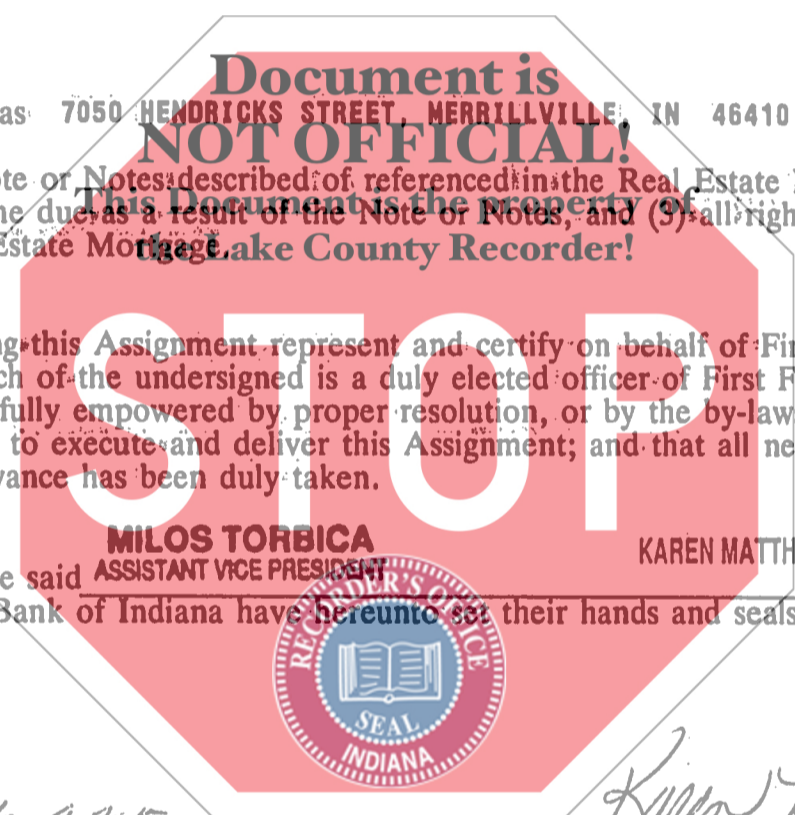 Document is
as 7050 HENDRICKS STREET, MERRILLVILLE, IN 46410
NOT OFFICIAL!
te or Notes described of referenced in the Real Estate
This Document is the property of
e due as a result of the Note or Notes, and (3) all righ
Estate Mortgage.
the Lake County Recorder!
STOP
g this Assignment represent and certify on behalf of Fir
ch of the undersigned is a duly elected officer of First F
fully empowered by proper resolution, or by the by-law
to execute and deliver this Assignment; and that all ne
vance has been duly taken.
MILOS TORBICA
KAREN MATTH
e said ASSISTANT VICE PRESIDENT
Bank of Indiana have hereunto set their hands and seals
RECORDER'S OFFICE
SEAL
INDIANA
Karen